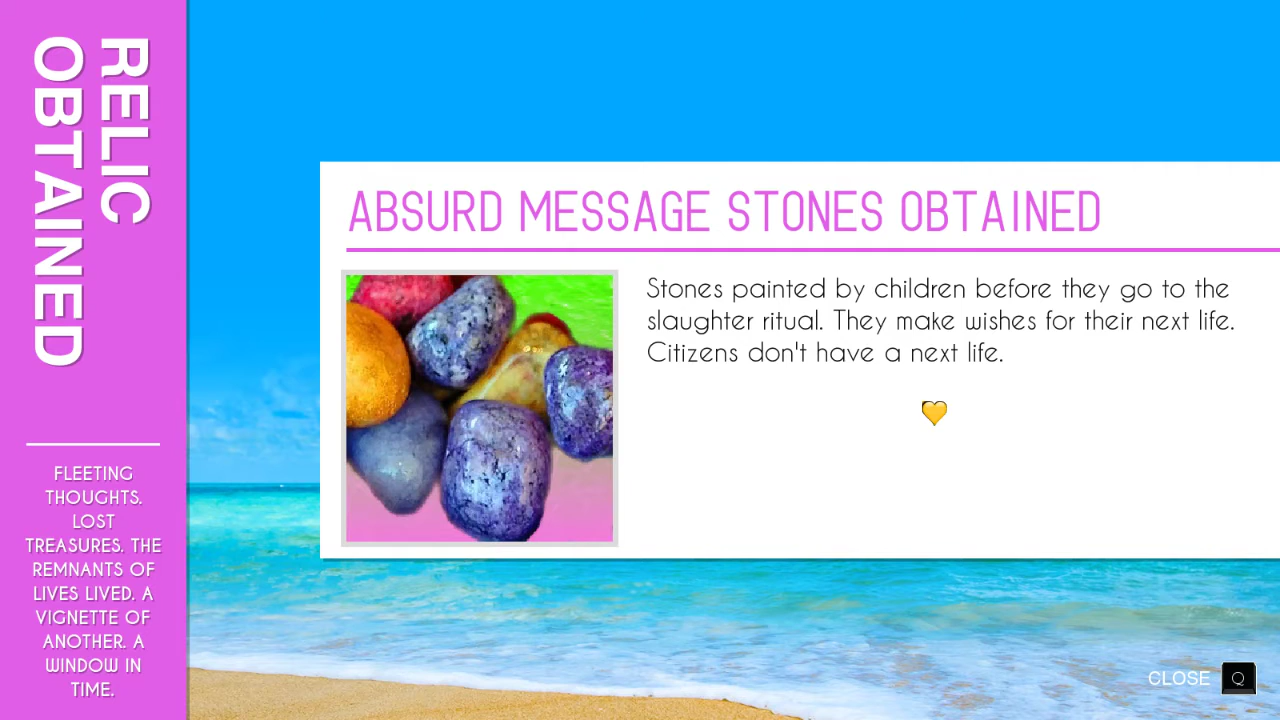 RELIC
OBTAINED
FLEETING
THOUGHTS.
LOST
TREASURES. THE
REMNANTS OF
LIVES LIVED. A
VIGNETTE OF
ANOTHER. A
WINDOW IN
TIME.
ABSURD MESSAGE STONES OBTAINED
Stones painted by children before they go to the
slaughter ritual. They make wishes for their next life.
Citizens don't have a next life.
CLOSE Q